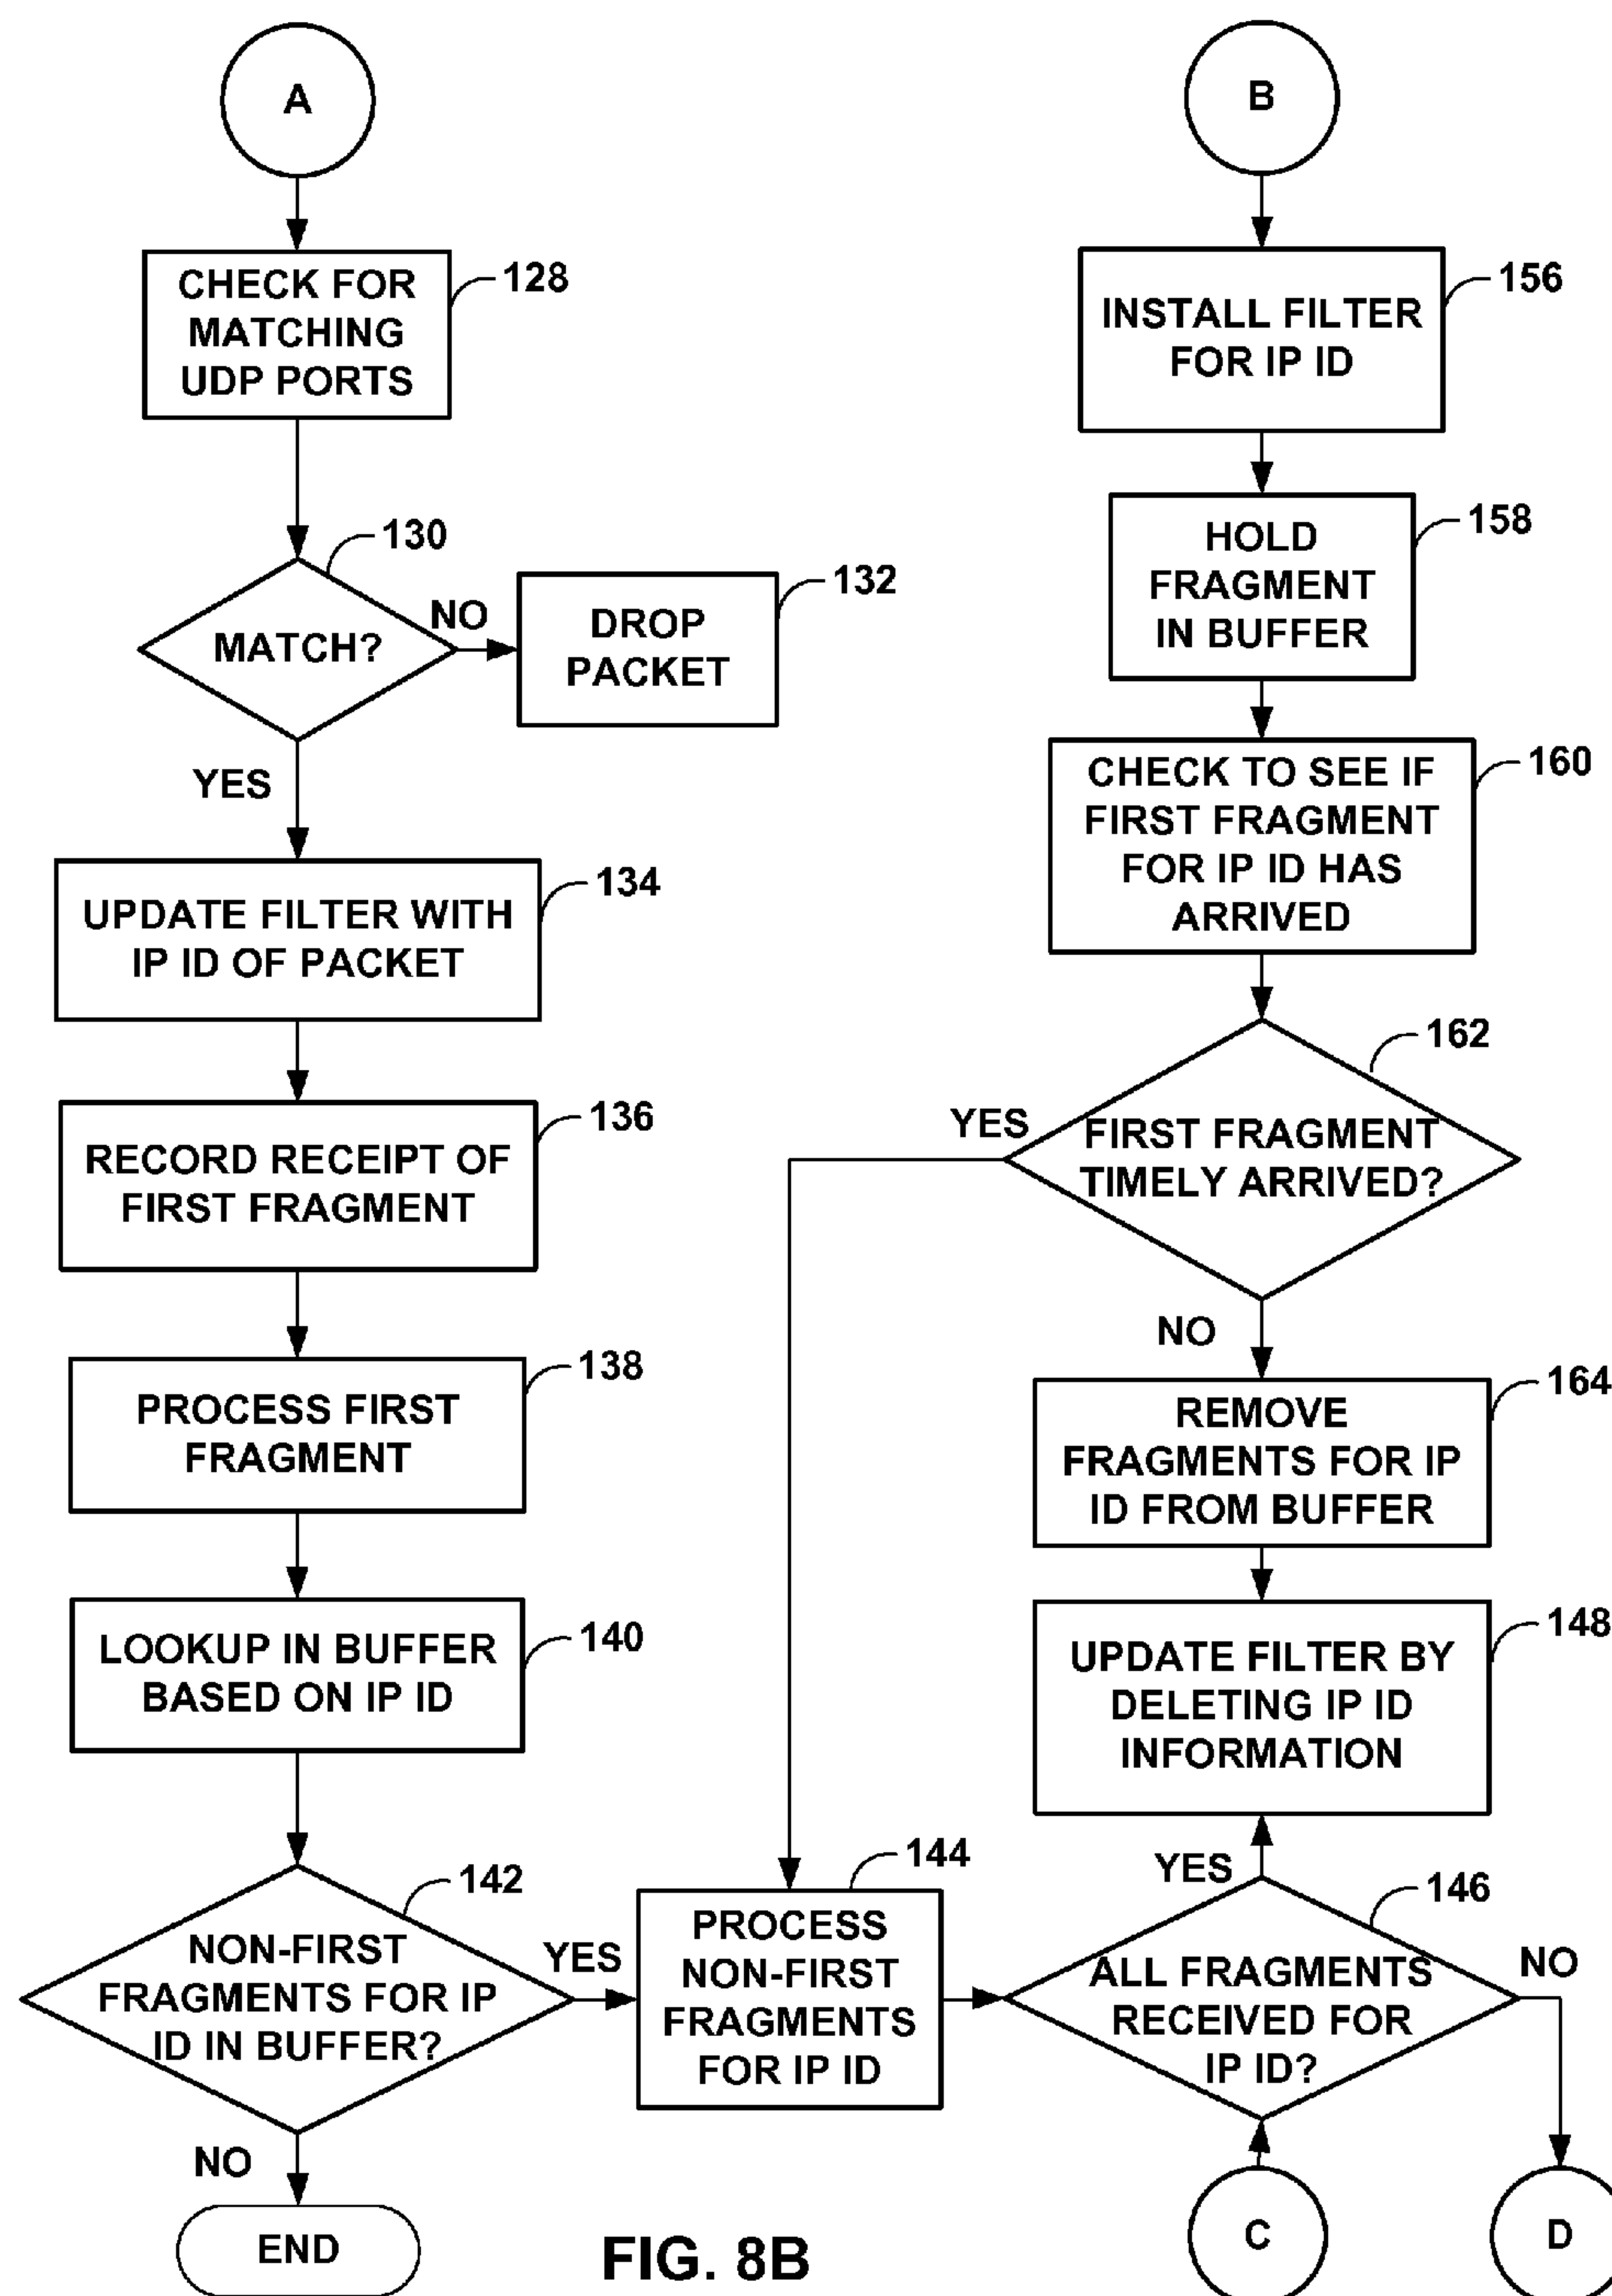 A
CHECK FOR
MATCHING
UDP PORTS
128
130
MATCH?
NO
DROP
PACKET
132
YES
UPDATE FILTER WITH
IP ID OF PACKET
134
RECORD RECEIPT OF
FIRST FRAGMENT
136
PROCESS FIRST
FRAGMENT
138
LOOKUP IN BUFFER
BASED ON IP ID
140
NON-FIRST
FRAGMENTS FOR IP
ID IN BUFFER?
142
YES
NO
END
PROCESS
NON-FIRST
FRAGMENTS
FOR IP ID
144
B
INSTALL FILTER
FOR IP ID
156
HOLD
FRAGMENT
IN BUFFER
158
CHECK TO SEE IF
FIRST FRAGMENT
FOR IP ID HAS
ARRIVED
160
162
YES
FIRST FRAGMENT
TIMELY ARRIVED?
NO
REMOVE
FRAGMENTS FOR IP
ID FROM BUFFER
164
UPDATE FILTER BY
DELETING IP ID
INFORMATION
148
YES
146
ALL FRAGMENTS
RECEIVED FOR
IP ID?
NO
C
D
FIG. 8B